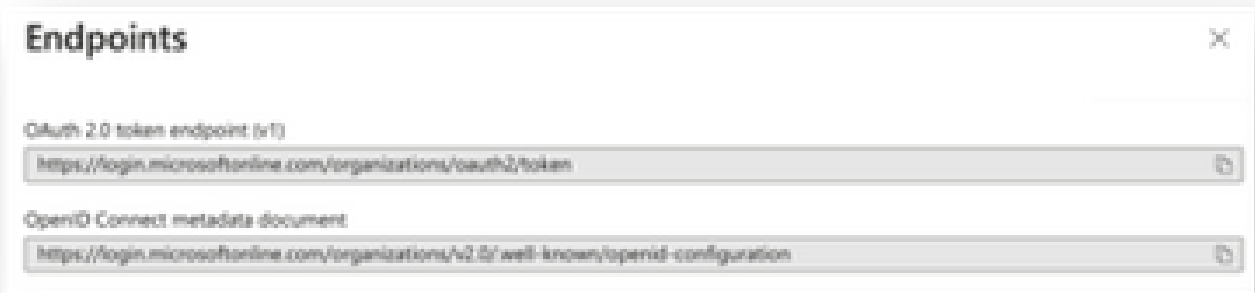 Endpoints
OAuth 2.0 token endpoint (v1)
https://login.microsoftonline.com/organizations/oauth2/token
OpenID Connect metadata document
https://login.microsoftonline.com/organizations/v2.0/.well-known/openid-configuration